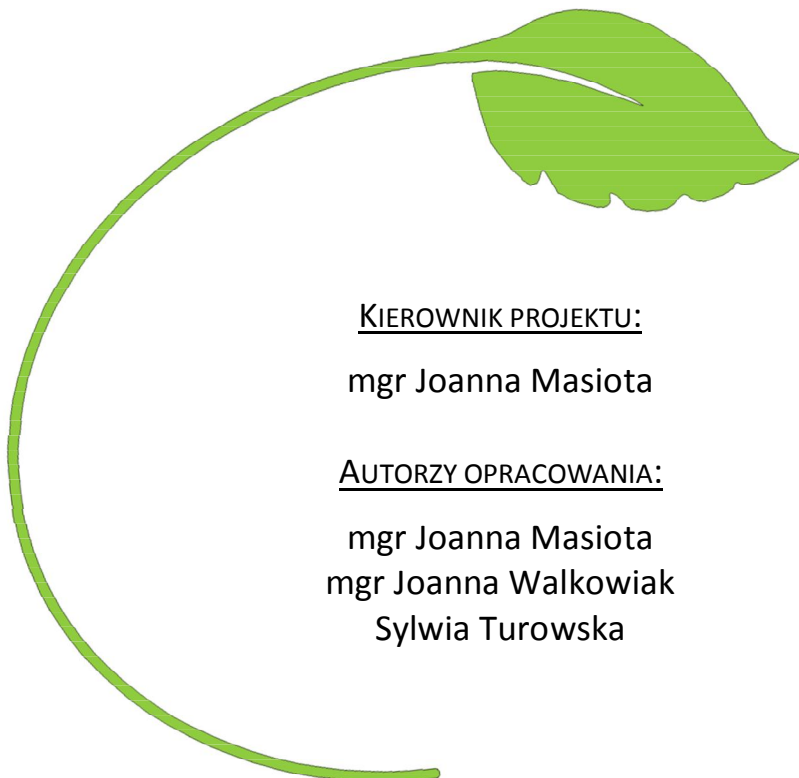 KIEROWNIK PROJEKTU:
mgr Joanna Masiota
AUTORZY OPRACOWANIA:
mgr Joanna Masiota
mgr Joanna Walkowiak
Sylwia Turowska